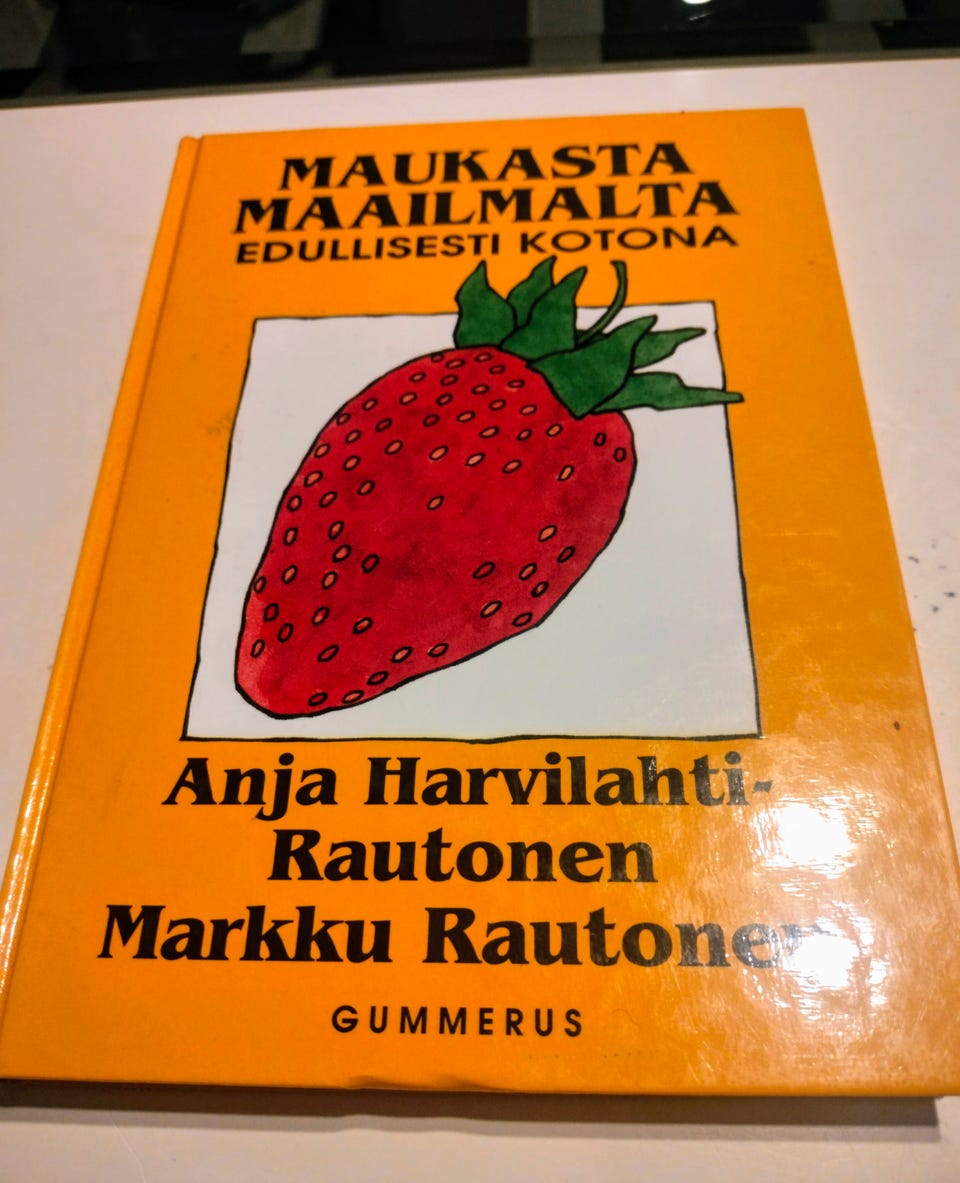 MAUKASTA
MAAILMALTA
EDULLISESTI KOTONA
Anja Harvilahti-
Rautonen
Markku Rautonen
GUMMERUS